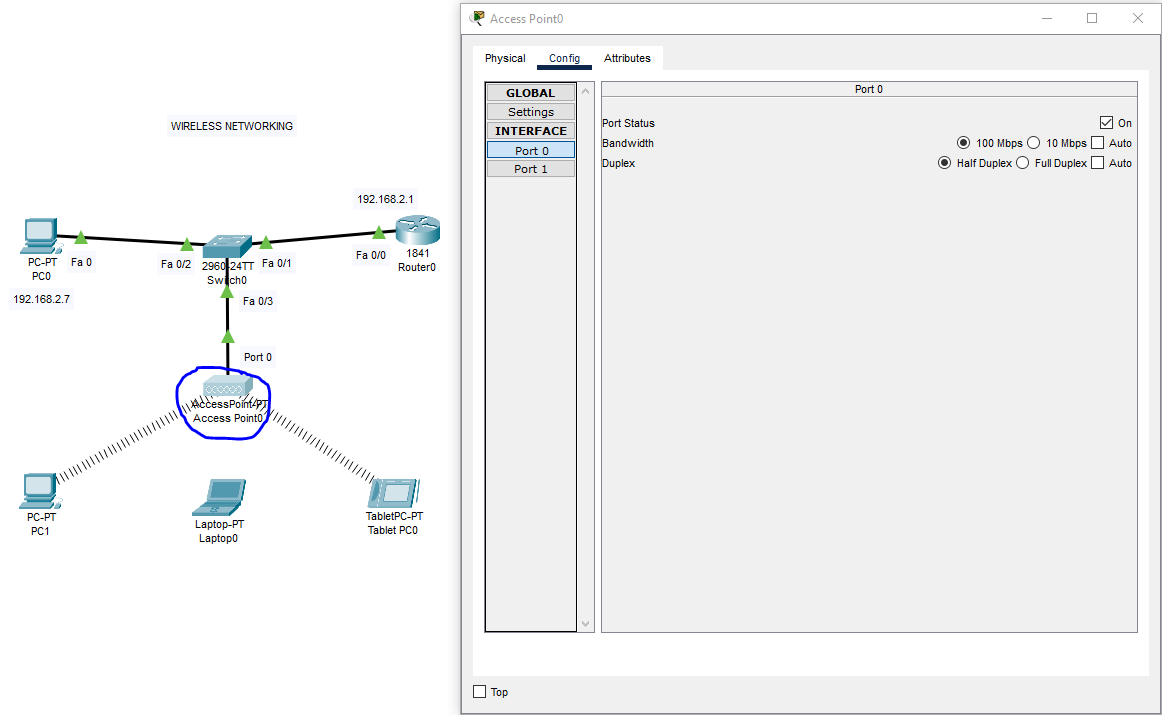 WIRELESS NETWORKING
192.168.2.1
PC-PT
PC0
Fa 0
Fa 0/2
2960-24TT
Switch0
Fa 0/1
Fa 0/0
1841
Router0
192.168.2.7
Fa 0/3
Port 0
AccessPoint-PT
Access Point0
PC-PT
PC1
Laptop-PT
Laptop0
TabletPC-PT
Tablet PC0
Access Point0
Physical Config Attributes
GLOBAL
Settings
INTERFACE
Port 0
Port 1
Port 0
Port Status On
Bandwidth 100 Mbps 10 Mbps Auto
Duplex Half Duplex Full Duplex Auto
Top